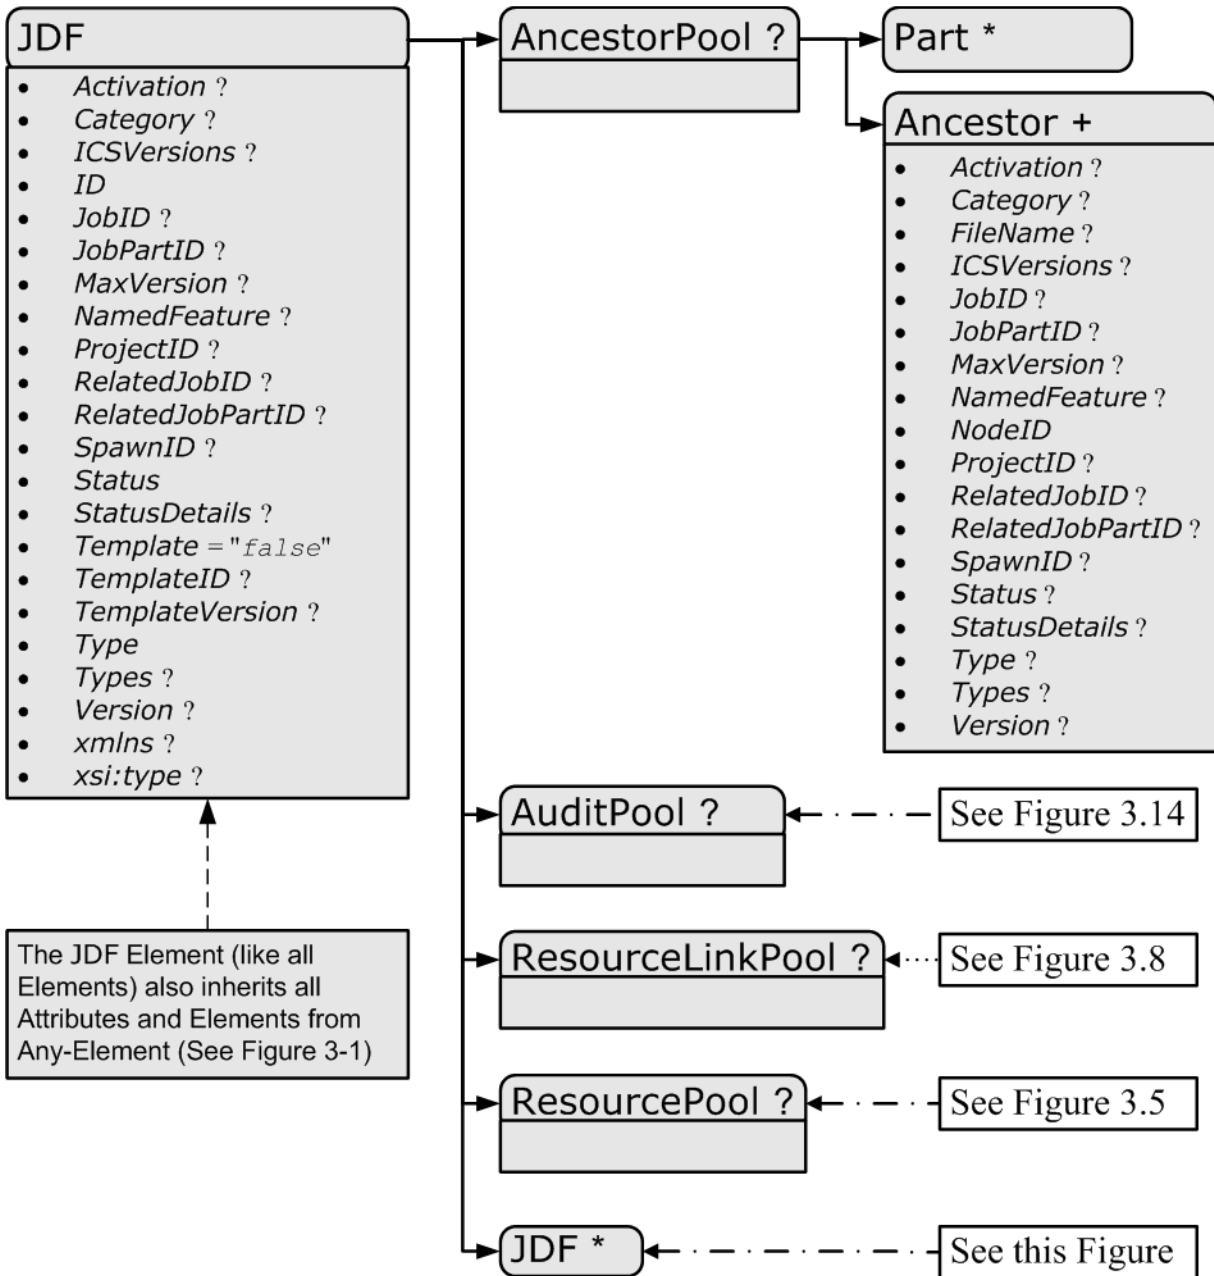 JDF
• Activation ?
• Category ?
• ICSVersions ?
• ID
• JobID ?
• JobPartID ?
• MaxVersion ?
• NamedFeature ?
• ProjectID ?
• RelatedJobID ?
• RelatedJobPartID ?
• SpawnID ?
• Status
• StatusDetails ?
• Template = "false"
• TemplateID ?
• TemplateVersion ?
• Type
• Types ?
• Version ?
• xmlns ?
• xsi:type ?
The JDF Element (like all
Elements) also inherits all
Attributes and Elements from
Any-Element (See Figure 3-1)
AncestorPool ?
Part *
Ancestor +
• Activation ?
• Category ?
• FileName ?
• ICSVersions ?
• JobID ?
• JobPartID ?
• MaxVersion ?
• NamedFeature ?
• NodeID
• ProjectID ?
• RelatedJobID ?
• RelatedJobPartID ?
• SpawnID ?
• Status ?
• StatusDetails ?
• Type ?
• Types ?
• Version ?
AuditPool ?
See Figure 3.14
ResourceLinkPool ?
See Figure 3.8
ResourcePool ?
See Figure 3.5
JDF *
See this Figure